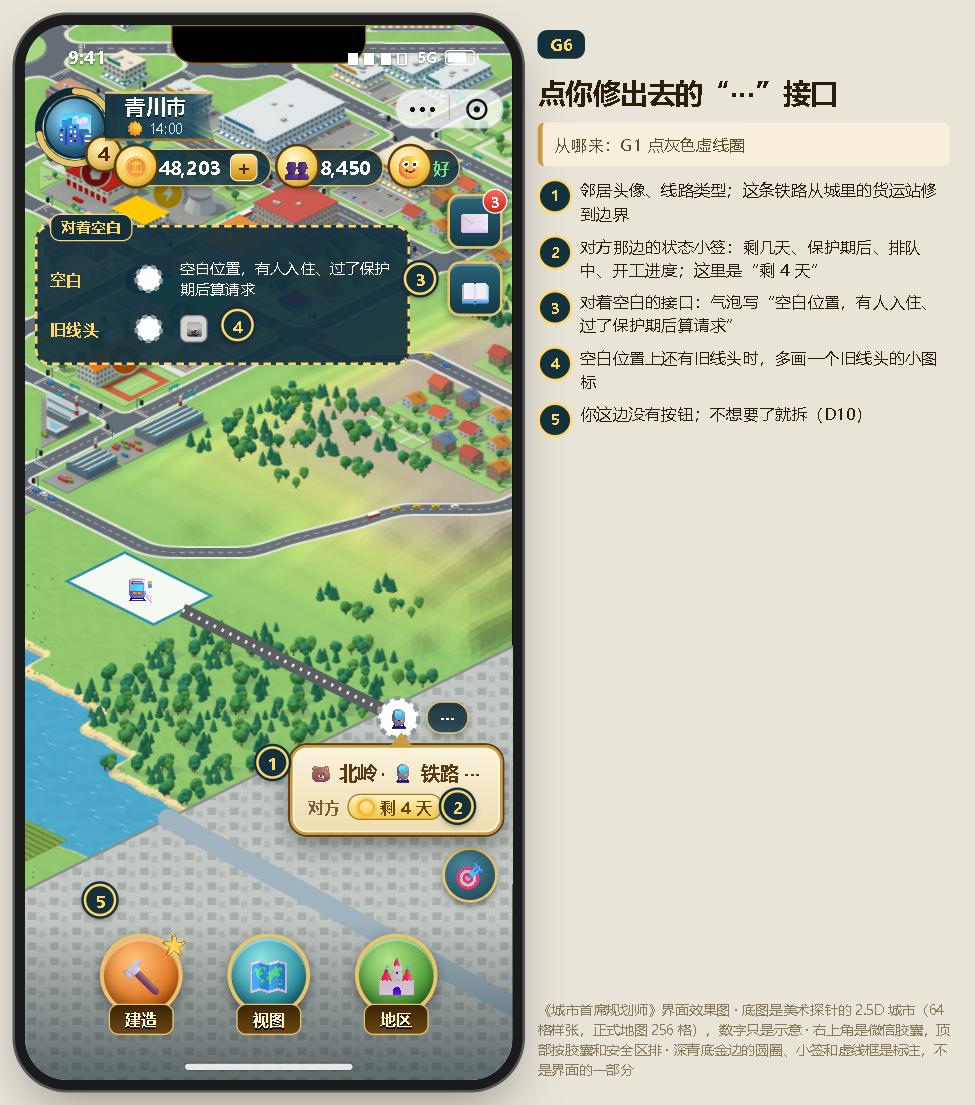 9:41
5G
青川市
14:00
4
48,203
+
8,450
好
3
对着空白
空白
空白位置，有人入住、过了保护
期后算请求
3
旧线头
4
···
1
北岭·铁路···
对方
剩 4 天
2
5
建造
视图
地区
G6
点你修出去的“···”接口
从哪来：G1 点灰色虚线圈
1
邻居头像、线路类型；这条铁路从城里的货运站修
到边界
2
对方那边的状态小签：剩几天、保护期后、排队
中、开工进度；这里是“剩 4 天”
3
对着空白的接口：气泡写“空白位置，有人入住、
过了保护期后算请求”
4
空白位置上还有旧线头时，多画一个旧线头的小图
标
5
你这边没有按钮；不想要了就拆（D10）
《城市首席规划师》界面效果图 · 底图是美术探针的 2.5D 城市（64
格样张，正式地图 256 格），数字只是示意 · 右上角是微信胶囊，顶
部按胶囊和安全区排 · 深青底金边的圆圈、小签和虚线框是标注，不
是界面的一部分